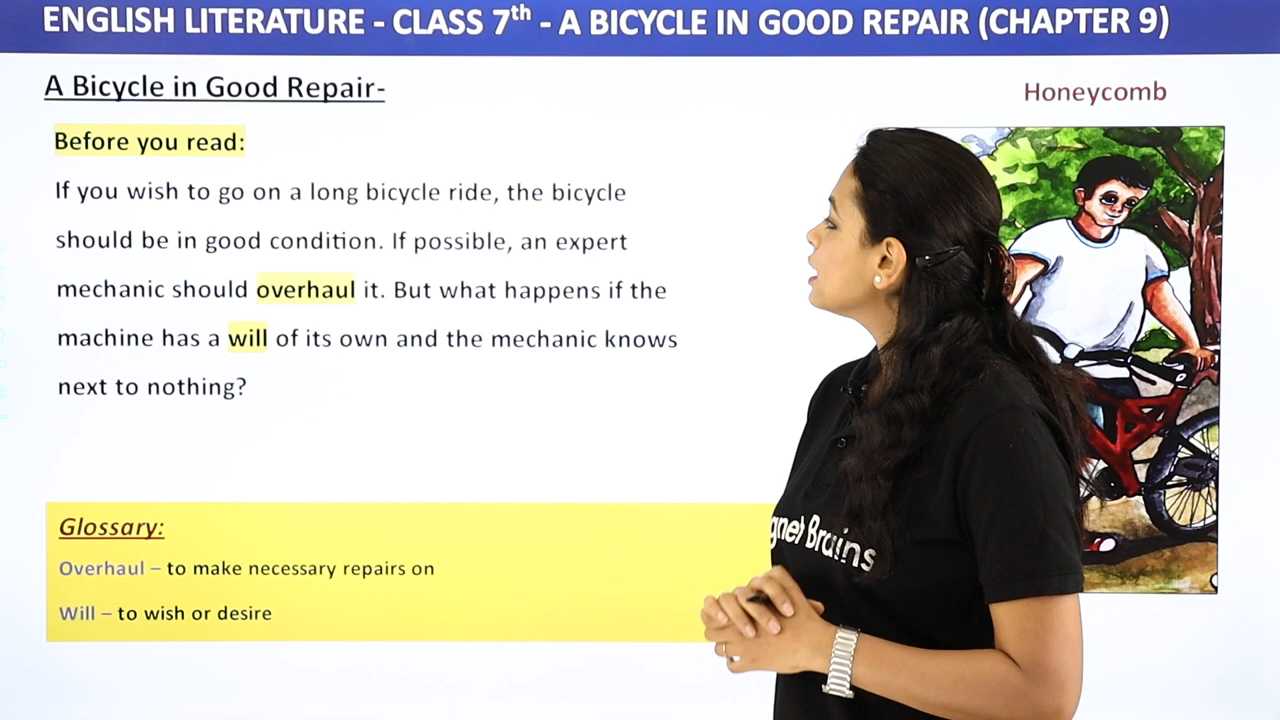 ENGLISH LITERATURE - CLASS 7th - A BICYCLE IN GOOD REPAIR (CHAPTER 9)
A Bicycle in Good Repair-
Honeycomb
Before you read:
If you wish to go on a long bicycle ride, the bicycle
should be in good condition. If possible, an expert
mechanic should overhaul it. But what happens if the
machine has a will of its own and the mechanic knows
next to nothing?
Glossary:
Overhaul – to make necessary repairs on
Will – to wish or desire
gnet Brains